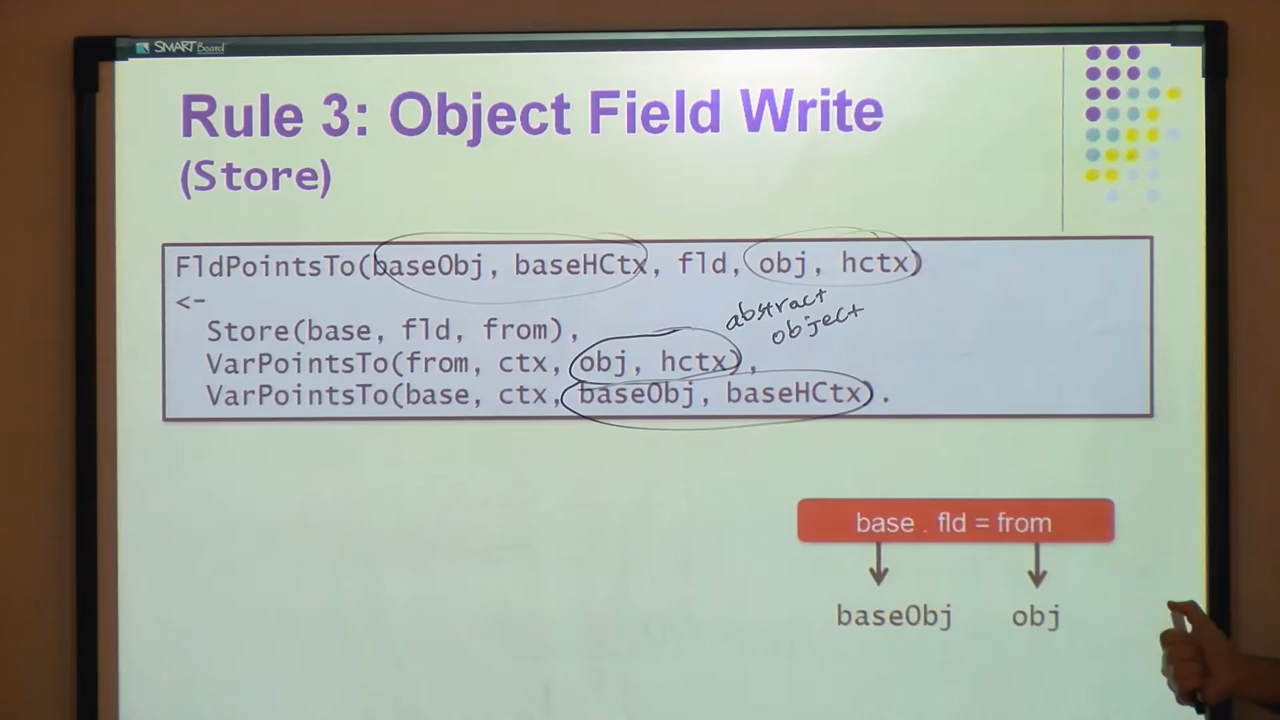 SMART Board
Rule 3: Object Field Write
(Store)
FldPointsTo(baseObj, baseHCtx, fld, obj, hctx)
<-
Store(base, fld, from),
VarPointsTo(from, ctx, obj, hctx),
VarPointsTo(base, ctx, baseObj, baseHCtx).
abstract
object
base . fld = from
baseObj obj